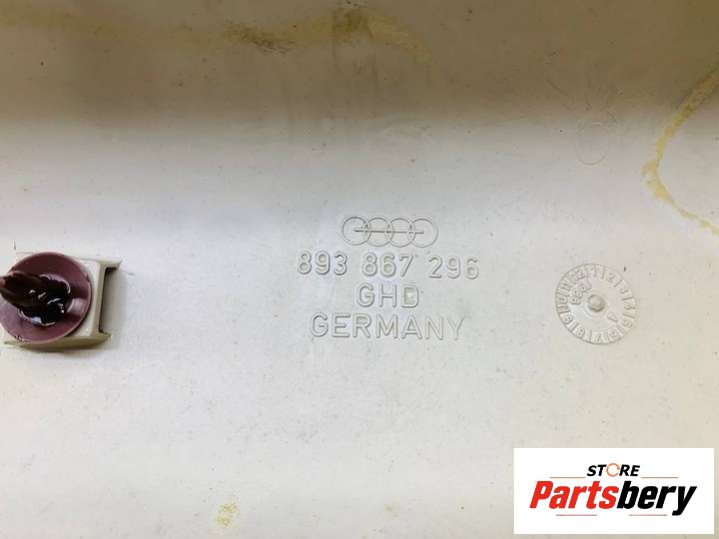 893 867 296
GHD
GERMANY
STORE
Partsbery